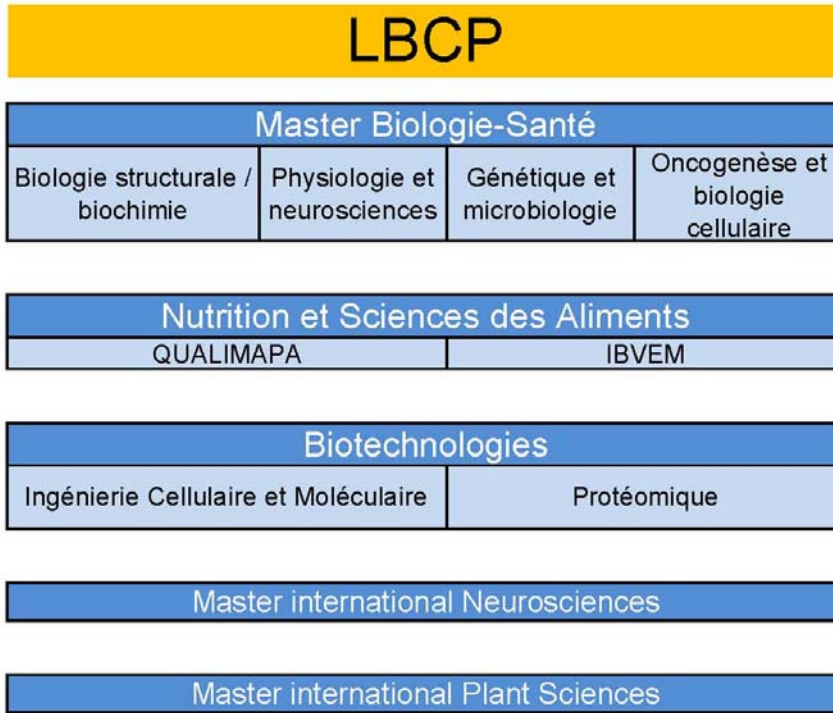 LBCP
Master Biologie-Santé
Biologie structurale /
biochimie
Physiologie et
neurosciences
Génétique et
microbiologie
Oncogenèse et
biologie
cellulaire
Nutrition et Sciences des Aliments
QUALIMAPA
IBVEM
Biotechnologies
Ingénierie Cellulaire et Moléculaire
Protéomique
Master international Neurosciences
Master international Plant Sciences